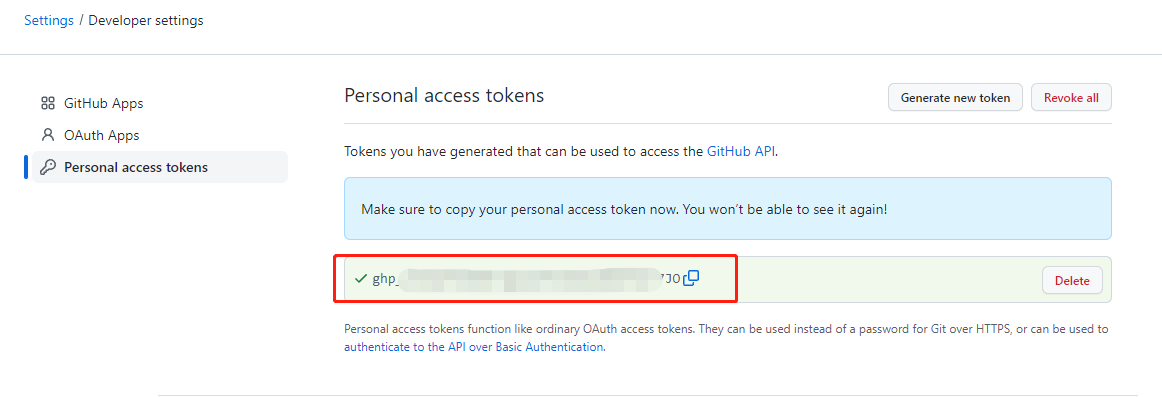 Settings / Developer settings
GitHub Apps
OAuth Apps
Personal access tokens
Personal access tokens
Generate new token
Revoke all
Tokens you have generated that can be used to access the GitHub API.
Make sure to copy your personal access token now. You won't be able to see it again!
ghp_ 7JO
Delete
Personal access tokens function like ordinary OAuth access tokens. They can be used instead of a password for Git over HTTPS, or can be used to
authenticate to the API over Basic Authentication.